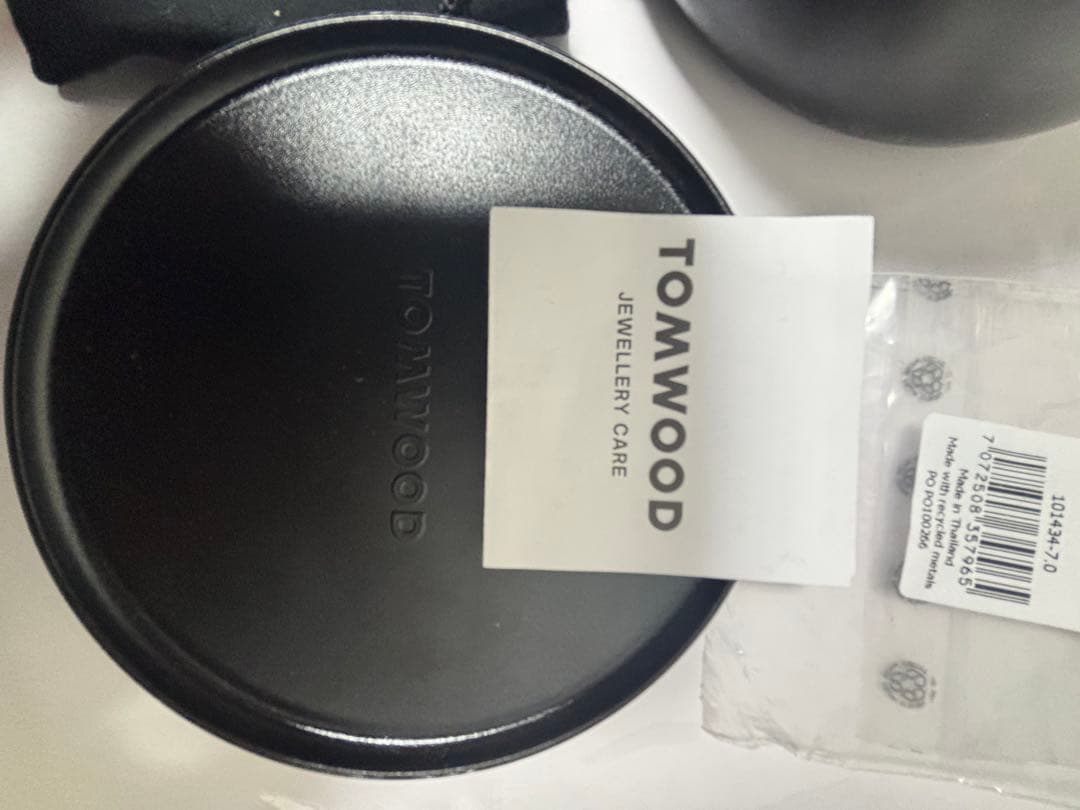 TOMWOOD
TOMWOOD
JEWELLERY CARE
101434-7.0
7 072508 357965
Made in Thailand
Made with recycled metals
PO PO100266